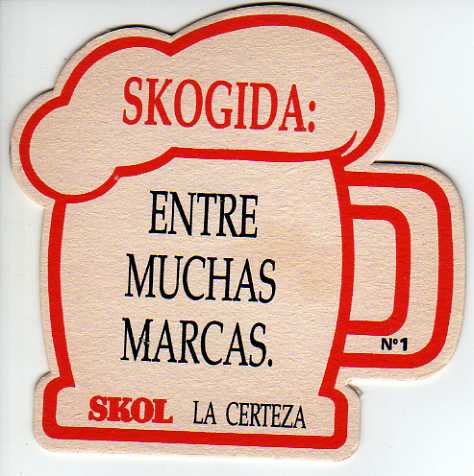 SKOGIDA:
ENTRE
MUCHAS
MARCAS.
Nº1
SKOL LA CERTEZA